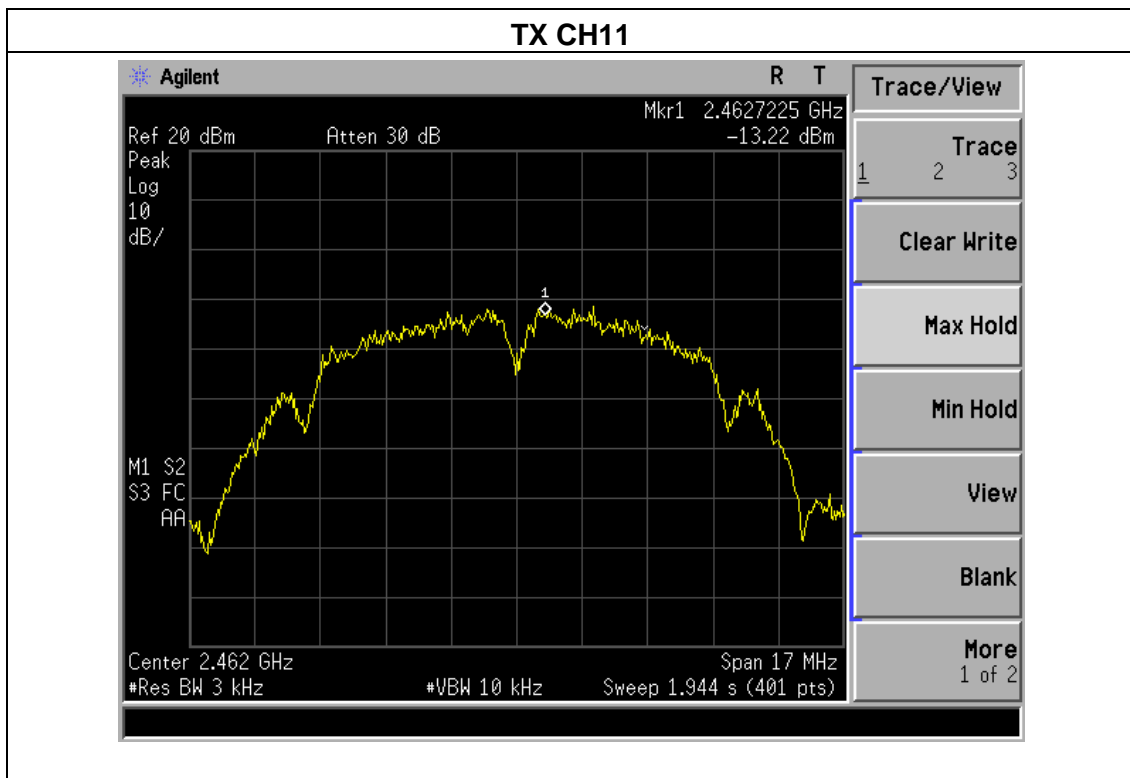 TX CH11
Agilent R T
Mkr1 2.4627225 GHz
Ref 20 dBm Atten 30 dB -13.22 dBm
Peak
Log
10
dB/
1
M1 S2
S3 FC
AA
Center 2.462 GHz Span 17 MHz
#Res BW 3 kHz #VBW 10 kHz Sweep 1.944 s (401 pts)
Trace/View
Trace
1 2 3
Clear Write
Max Hold
Min Hold
View
Blank
More
1 of 2